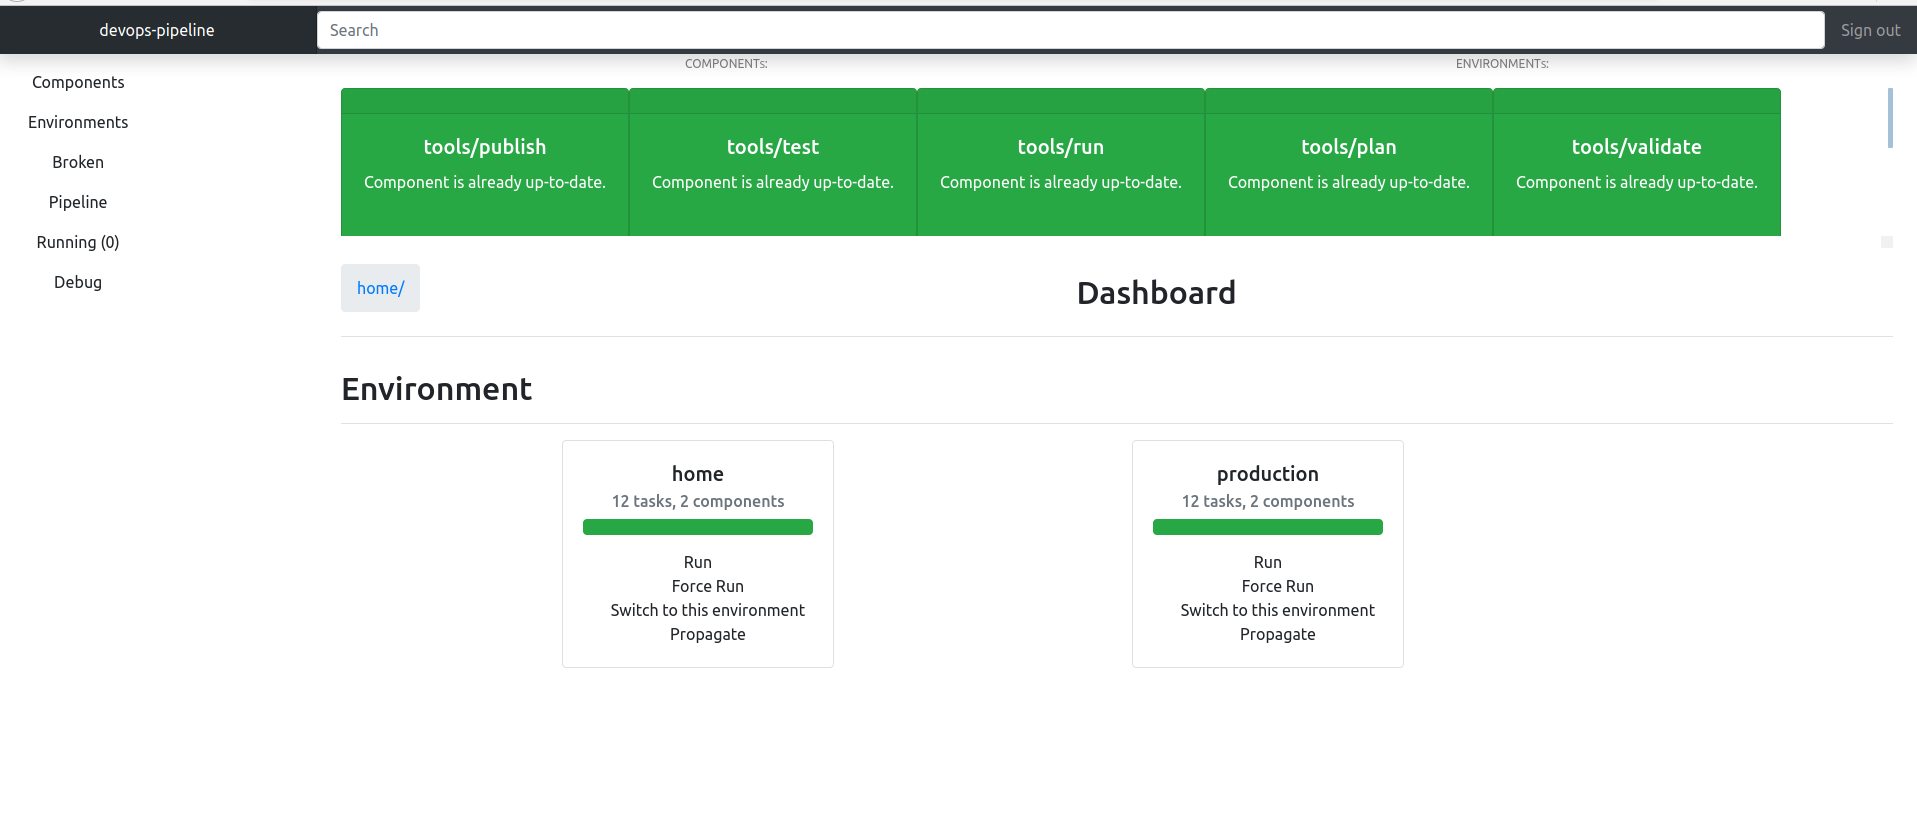 devops-pipeline
Search
Sign out
Components
Environments
Broken
Pipeline
Running (0)
Debug
COMPONENTs:
ENVIRONMENTs:
tools/publish
Component is already up-to-date.
tools/test
Component is already up-to-date.
tools/run
Component is already up-to-date.
tools/plan
Component is already up-to-date.
tools/validate
Component is already up-to-date.
home/
Dashboard
Environment
home
12 tasks, 2 components
Run
Force Run
Switch to this environment
Propagate
production
12 tasks, 2 components
Run
Force Run
Switch to this environment
Propagate